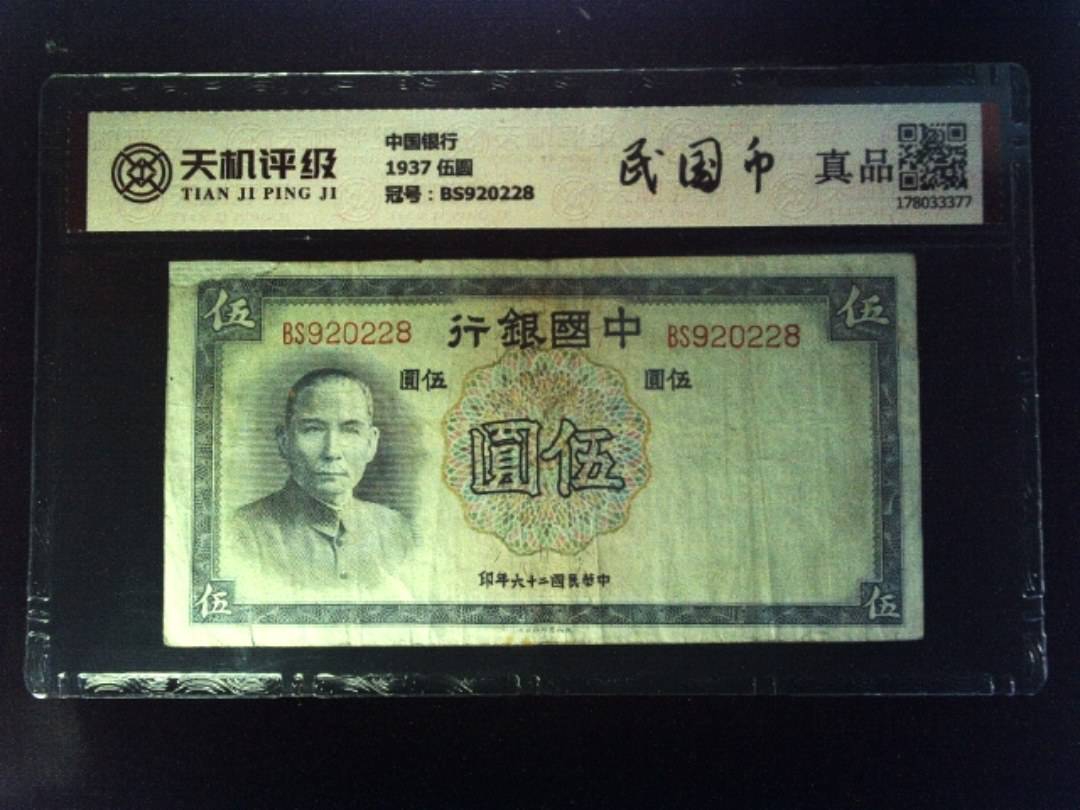 天机评级
TIAN JI PING JI
中国银行
1937 伍圆
冠号：BS920228
民国币
真品
178033377
伍
伍
BS920228
中國銀行
BS920228
伍圓
伍圓
伍圓
中華民國二十六年印
伍
伍